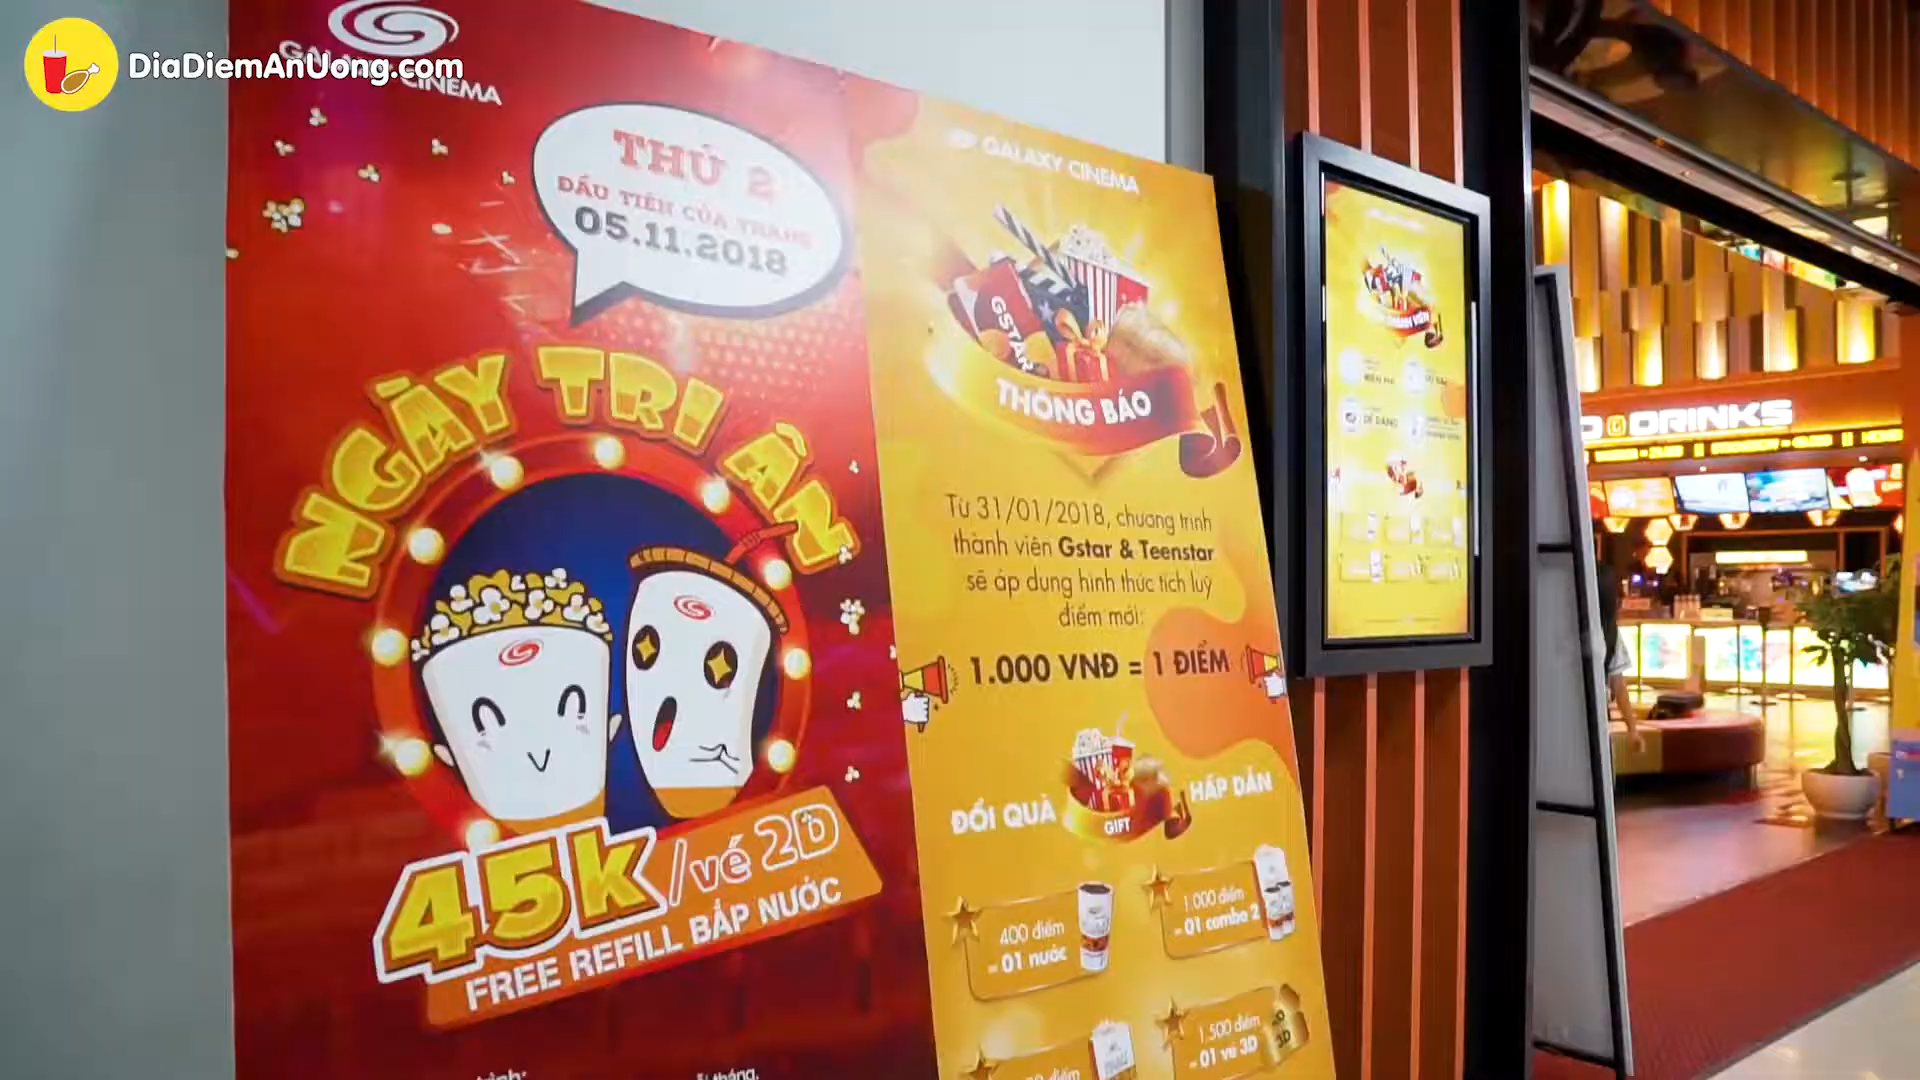 DiaDiemAnUong.com
GALAXY CINEMA
THỨ 2
ĐẦU TIÊN CỦA THÁNG
05.11.2018
NGÀY TRI ÂN
45k/vé 2D
FREE REFILL BẮP NƯỚC
GALAXY CINEMA
GSTAR
THÔNG BÁO
Từ 31/01/2018, chương trình
thành viên Gstar & Teenstar
sẽ áp dụng hình thức tích luỹ
điểm mới:
1.000 VNĐ = 1 ĐIỂM
ĐỔI QUÀ
GIFT
HẤP DẪN
400 điểm
= 01 nước
1.000 điểm
= 01 combo 2
1.500 điểm
= 01 vé 3D
điểm
DRINKS